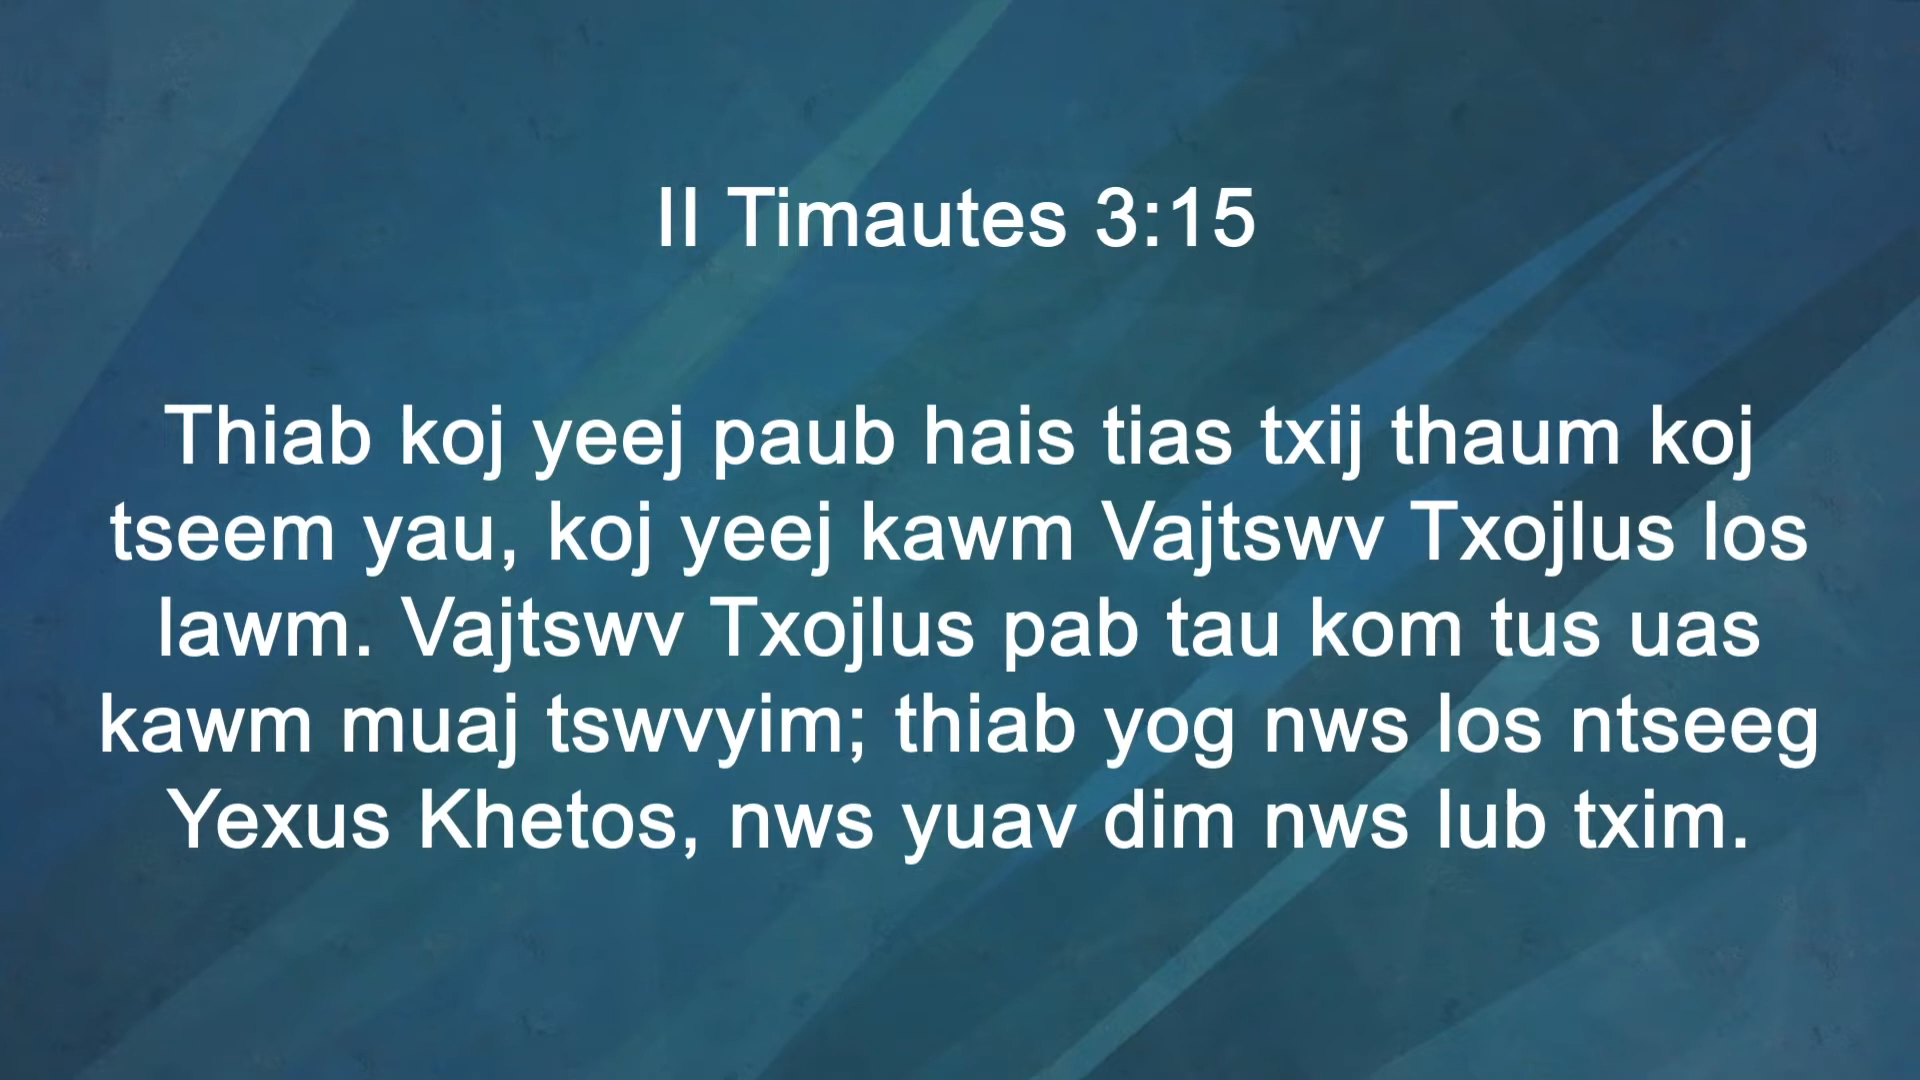 II Timautes 3:15
Thiab koj yeej paub hais tias txij thaum koj
tseem yau, koj yeej kawm Vajtswv Txojlus los
lawm. Vajtswv Txojlus pab tau kom tus uas
kawm muaj tswvyim; thiab yog nws los ntseeg
Yexus Khetos, nws yuav dim nws lub txim.